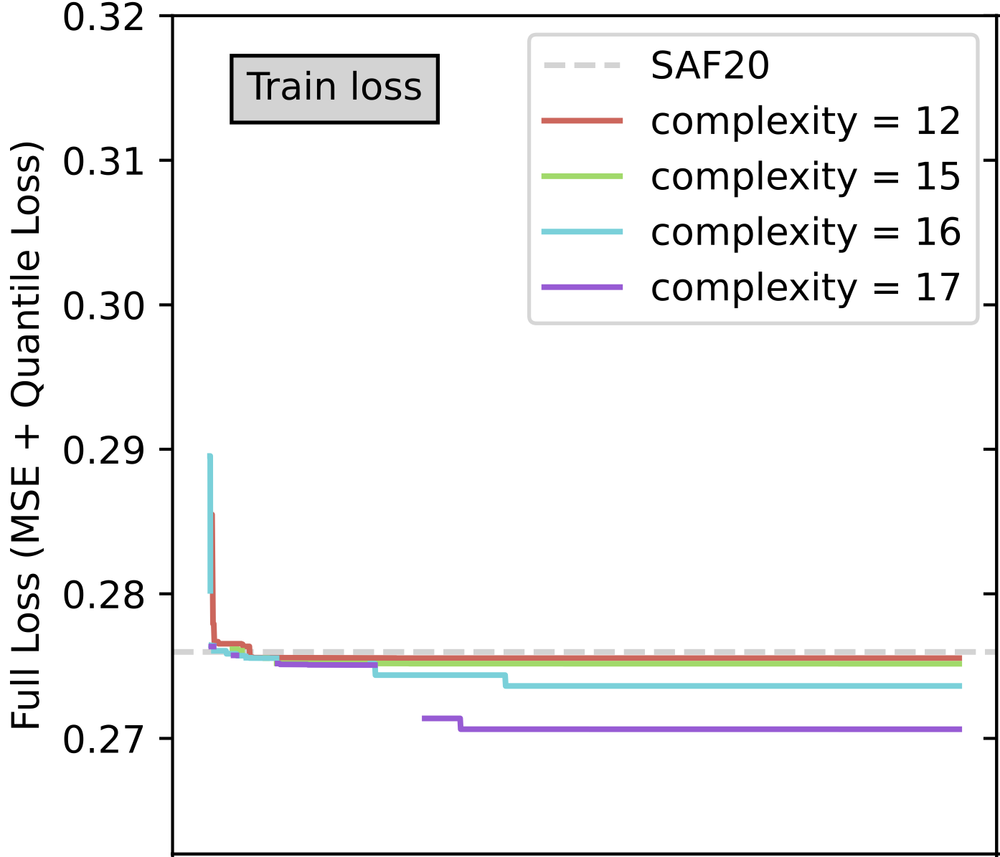 0.32
0.31
0.30
0.29
0.28
0.27
Full Loss (MSE + Quantile Loss)
Train loss
SAF20
complexity = 12
complexity = 15
complexity = 16
complexity = 17